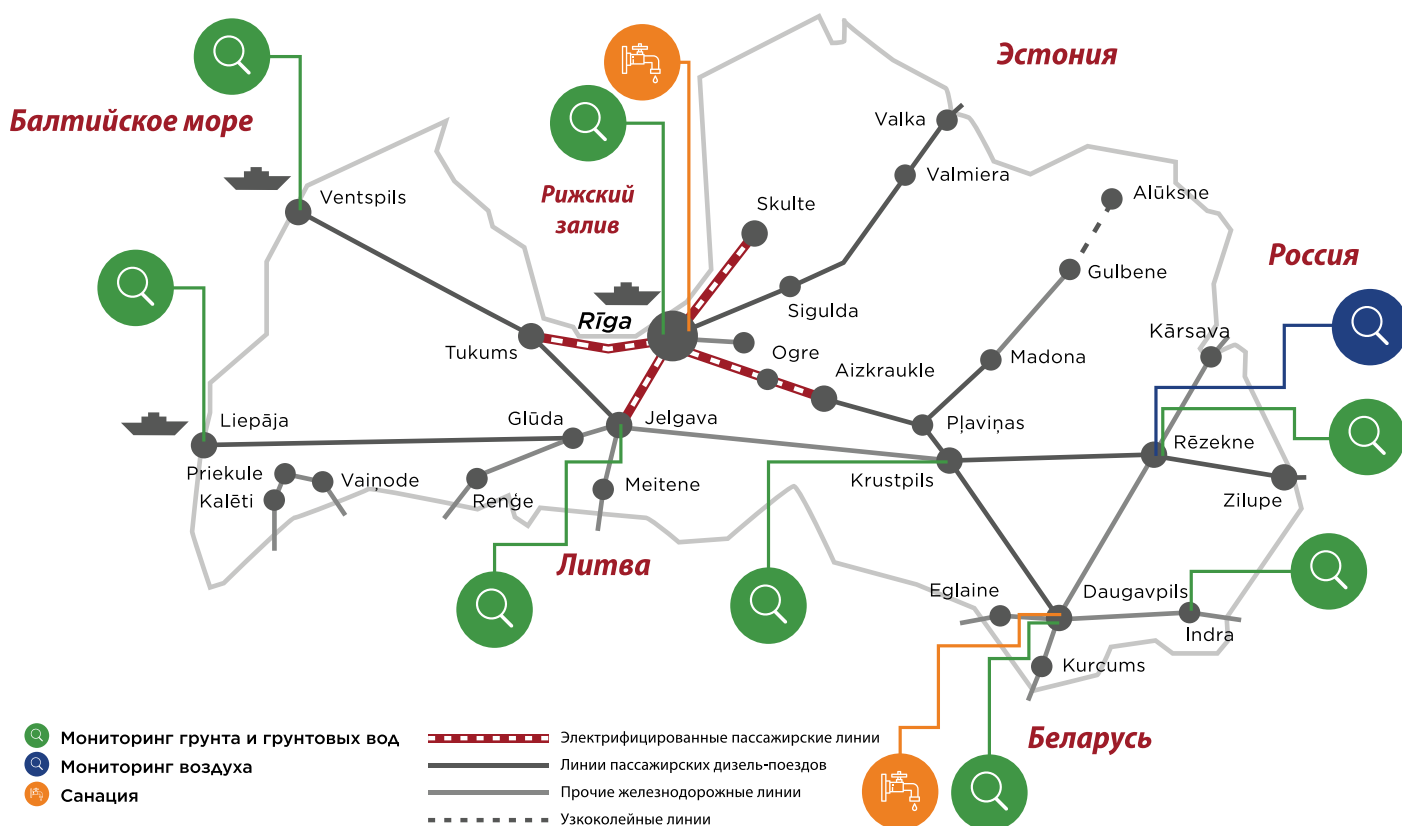 Эстония
Балтийское море
Valka
Valmiera
Рижский
залив
Ventspils
Skulte
Alūksne
Россия
Gulbene
Sigulda
Rīga
Kārsava
Tukums
Ogre
Madona
Aizkraukle
Liepāja
Glūda
Jelgava
Pļaviņas
Rēzekne
Priekule
Vaiņode
Krustpils
Kalēti
Renģe
Meitene
Zilupe
Литва
Eglaine
Daugavpils
Indra
Kurcums
Беларусь
Мониторинг грунта и грунтовых вод
Мониторинг воздуха
Санация
Электрифицированные пассажирские линии
Линии пассажирских дизель-поездов
Прочие железнодорожные линии
Узкоколейные линии